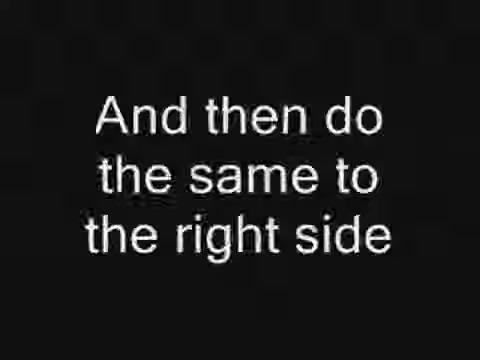 And then do
the same to
the right side